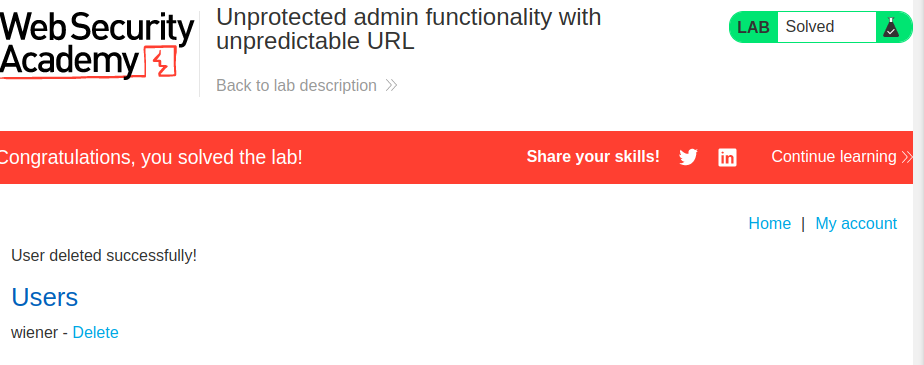 Web Security
Academy
Unprotected admin functionality with
unpredictable URL
Back to lab description
LAB Solved
Congratulations, you solved the lab!
Share your skills!
Continue learning
Home | My account
User deleted successfully!
Users
wiener - Delete